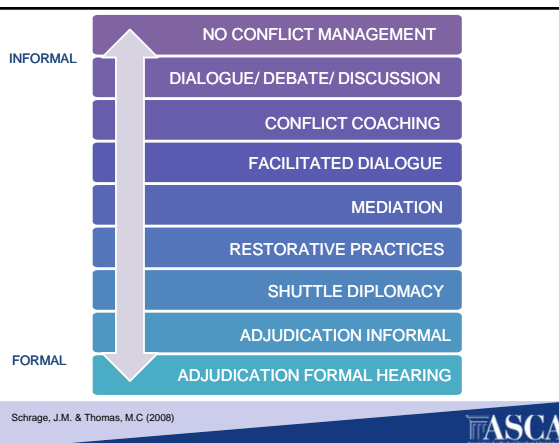 NO CONFLICT MANAGEMENT
INFORMAL
DIALOGUE/ DEBATE/ DISCUSSION
CONFLICT COACHING
FACILITATED DIALOGUE
MEDIATION
RESTORATIVE PRACTICES
SHUTTLE DIPLOMACY
ADJUDICATION INFORMAL
FORMAL
ADJUDICATION FORMAL HEARING
Schrage, J.M. & Thomas, M.C (2008)
ASCA